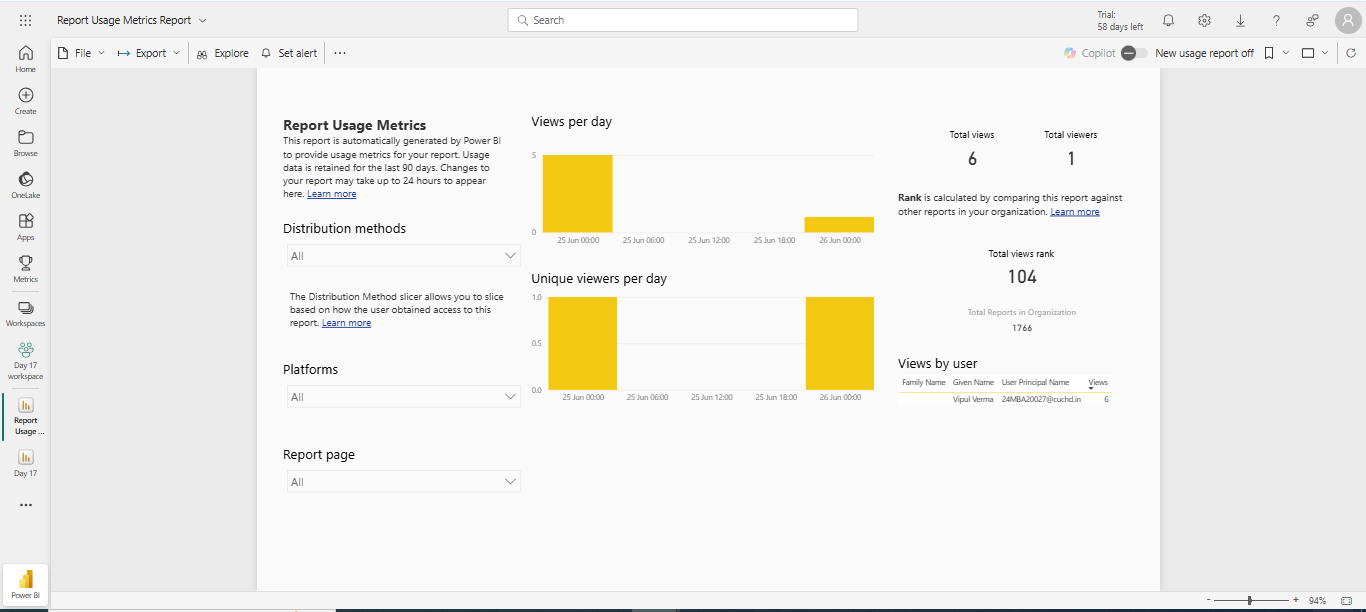 Report Usage Metrics Report
Search
Trial:
58 days left
File
Export
Explore
Set alert
Copilot
New usage report off
Home
Create
Browse
OneLake
Apps
Metrics
Workspaces
Day 17
workspace
Report
Usage ...
Day 17
Power BI
Report Usage Metrics
This report is automatically generated by Power BI
to provide usage metrics for your report. Usage
data is retained for the last 90 days. Changes to
your report may take up to 24 hours to appear
here. Learn more
Distribution methods
All
The Distribution Method slicer allows you to slice
based on how the user obtained access to this
report. Learn more
Platforms
All
Report page
All
Views per day
5
0
25 Jun 00:00 25 Jun 06:00 25 Jun 12:00 25 Jun 18:00 26 Jun 00:00
Unique viewers per day
1.0
0.5
0.0
25 Jun 00:00 25 Jun 06:00 25 Jun 12:00 25 Jun 18:00 26 Jun 00:00
Total views Total viewers
6 1
Rank is calculated by comparing this report against
other reports in your organization. Learn more
Total views rank
104
Total Reports in Organization
1766
Views by user
Family Name Given Name User Principal Name Views
Vipul Verma 24MBA20027@cuchd.in 6
94%